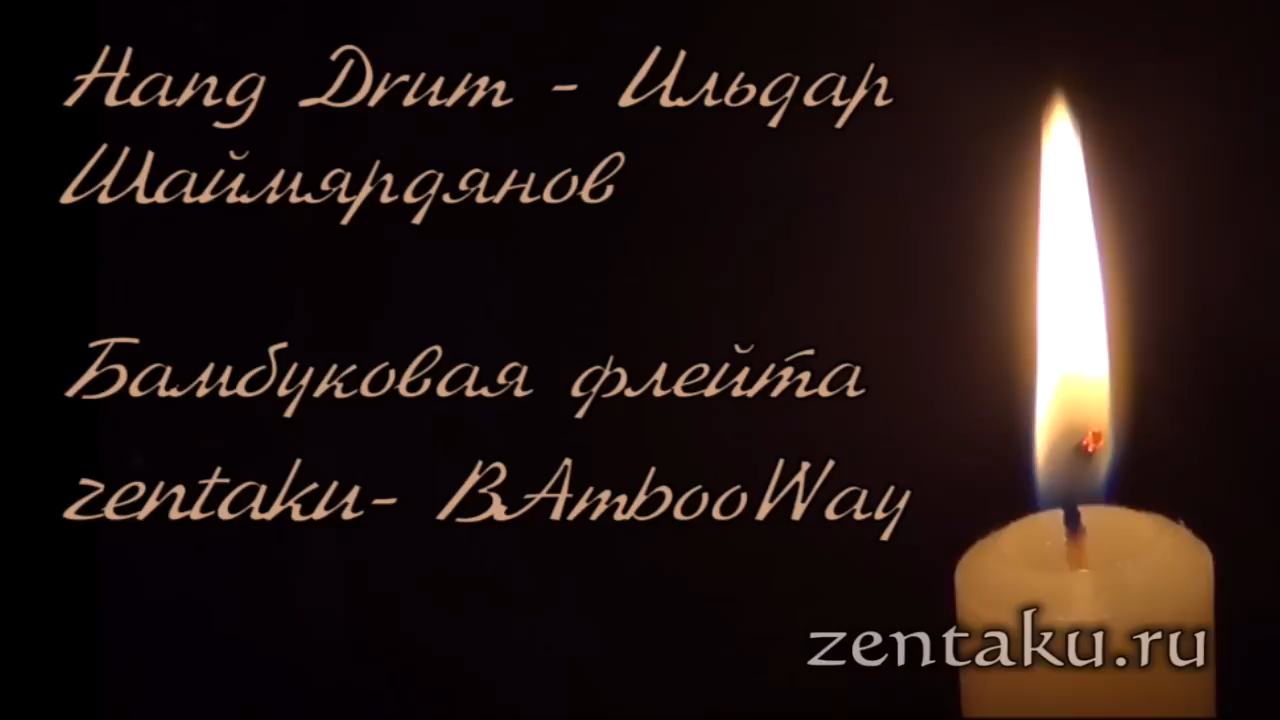 Hang Drum - Ильдар
Шаймярдянов
Бамбуковая флейта
zentaku- BAmbooWay
zentaku.ru